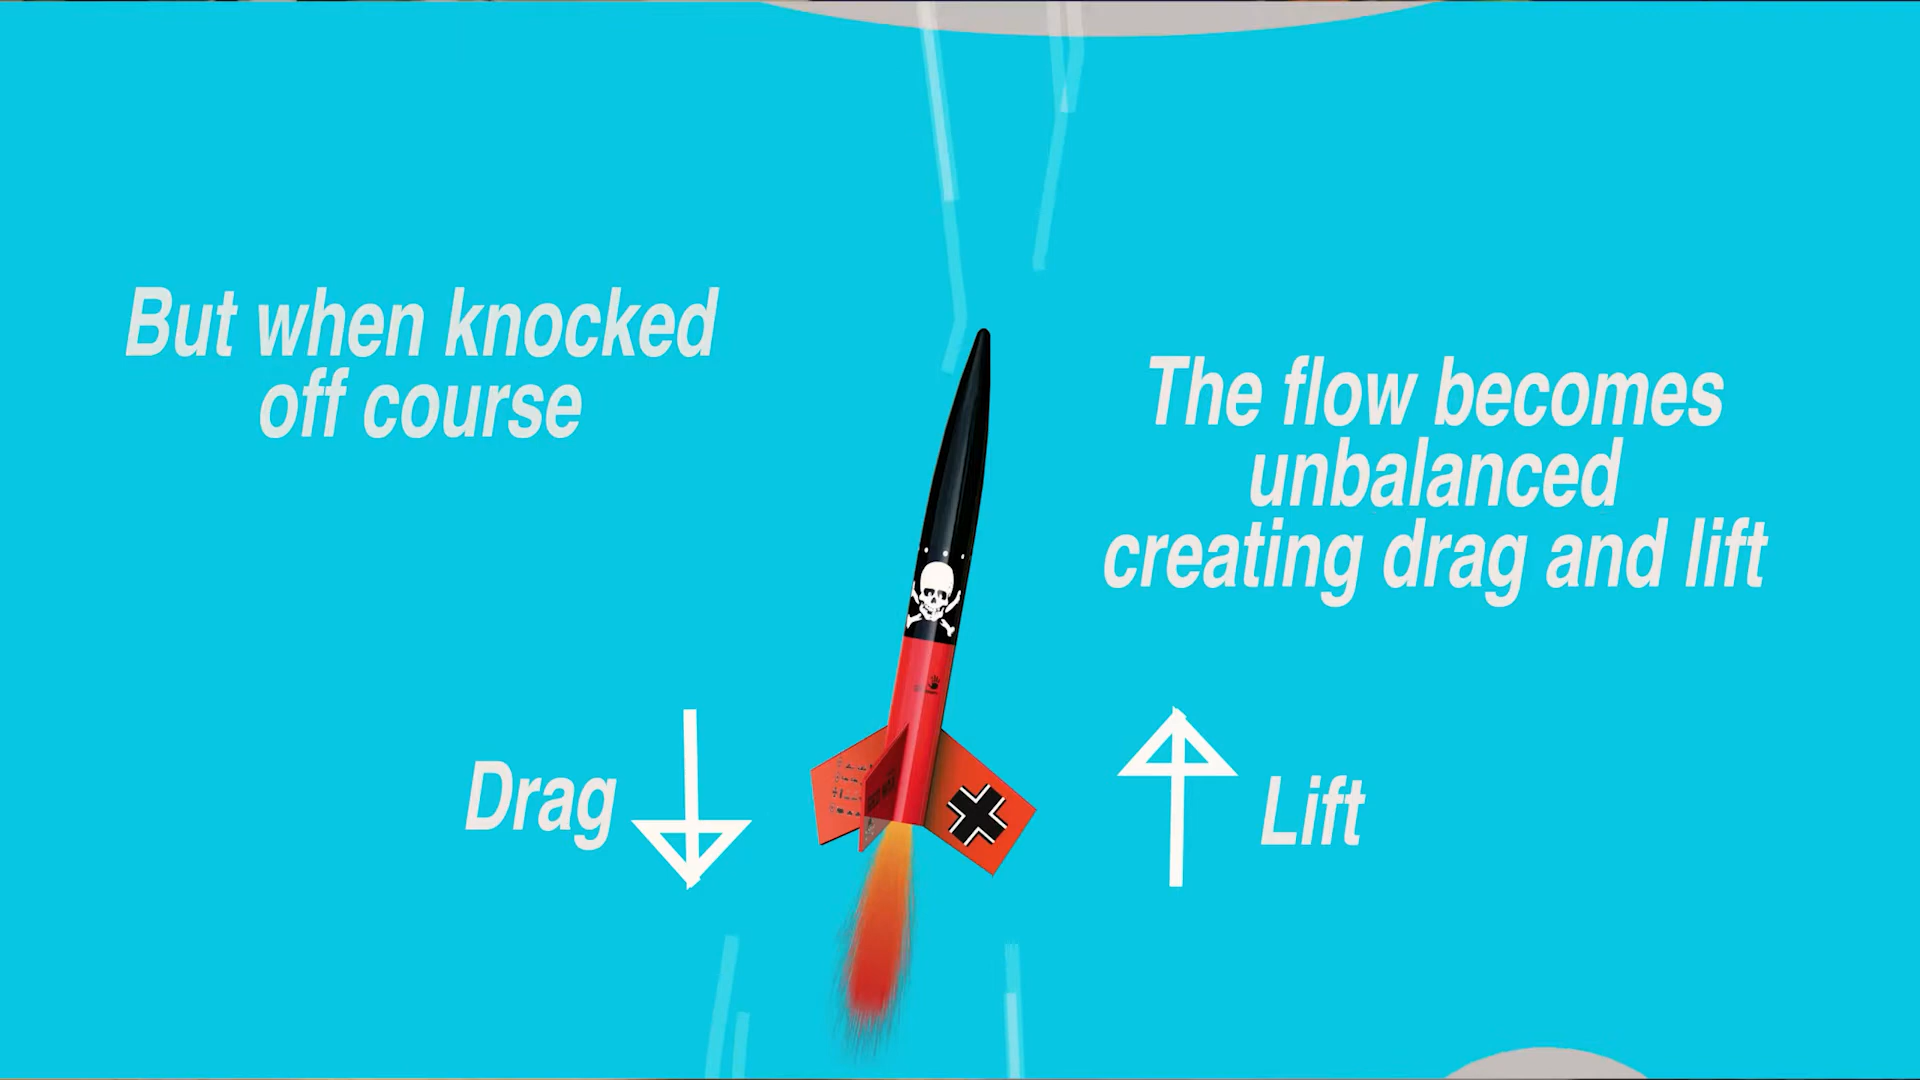 But when knocked
off course
The flow becomes
unbalanced
creating drag and lift
Drag
Lift